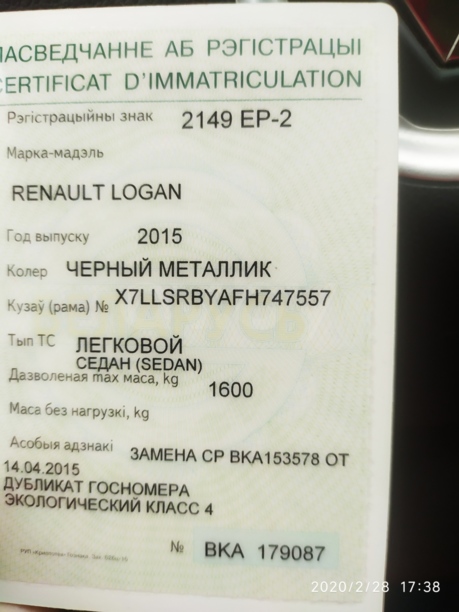 ПАСВЕДЧАННЕ АБ РЭГІСТРАЦЫІ
CERTIFICAT D'IMMATRICULATION
Рэгістрацыйны знак 2149 EP-2
Марка-мадэль
RENAULT LOGAN
Год выпуску 2015
Колер ЧЕРНЫЙ МЕТАЛЛИК
Кузаў (рама) № X7LLSRBYAFH747557
Тып ТС ЛЕГКОВОЙ
СЕДАН (SEDAN)
Дазволеная max маса, kg 1600
Маса без нагрузкі, kg
Асобыя адзнакі ЗАМЕНА СР ВКА153578 ОТ
14.04.2015
ДУБЛИКАТ ГОСНОМЕРА
ЭКОЛОГИЧЕСКИЙ КЛАСС 4
№ BKA 179087
2020/2/28 17:38